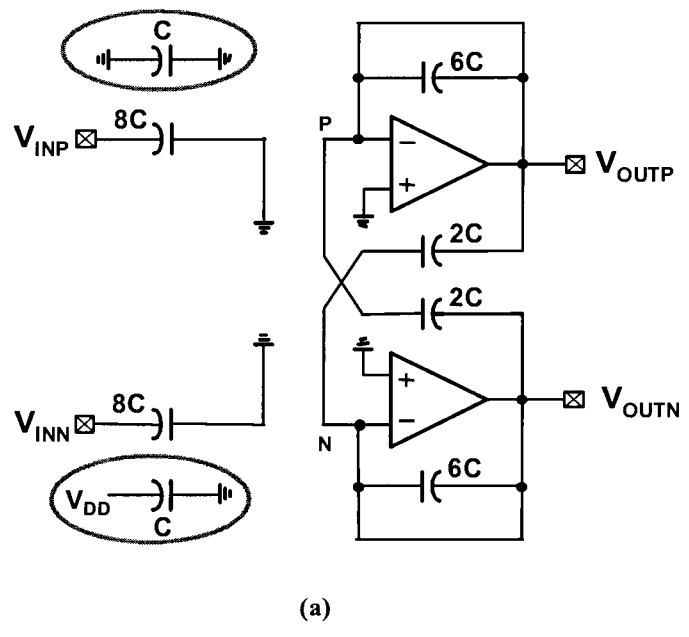 C
8C
V_INP
P
6C
−
+
V_OUTP
2C
2C
+
−
V_OUTN
8C
V_INN
N
6C
V_DD
C
(a)